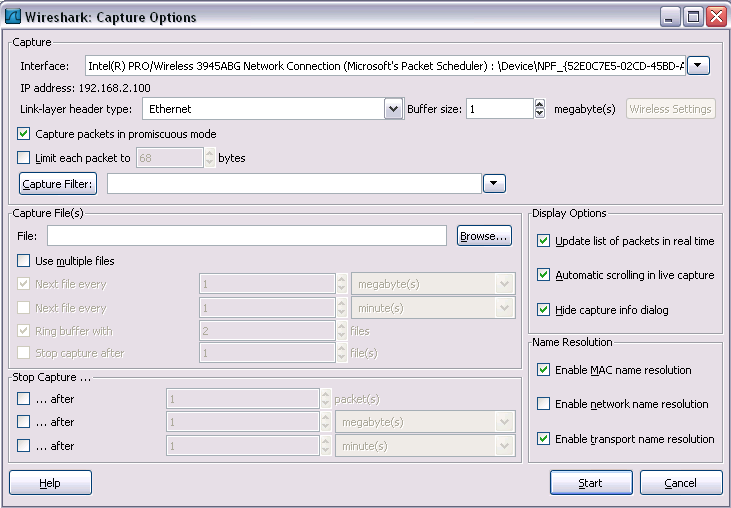 Wireshark: Capture Options
Capture
Interface: Intel(R) PRO/Wireless 3945ABG Network Connection (Microsoft's Packet Scheduler) : \Device\NPF_{52E0C7E5-02CD-45BD-A
IP address: 192.168.2.100
Link-layer header type: Ethernet Buffer size: 1 megabyte(s) Wireless Settings
Capture packets in promiscuous mode
Limit each packet to 68 bytes
Capture Filter:
Capture File(s)
File: Browse...
Use multiple files
Next file every 1 megabyte(s)
Next file every 1 minute(s)
Ring buffer with 2 files
Stop capture after 1 file(s)
Stop Capture ...
... after 1 packet(s)
... after 1 megabyte(s)
... after 1 minute(s)
Display Options
Update list of packets in real time
Automatic scrolling in live capture
Hide capture info dialog
Name Resolution
Enable MAC name resolution
Enable network name resolution
Enable transport name resolution
Help Start Cancel